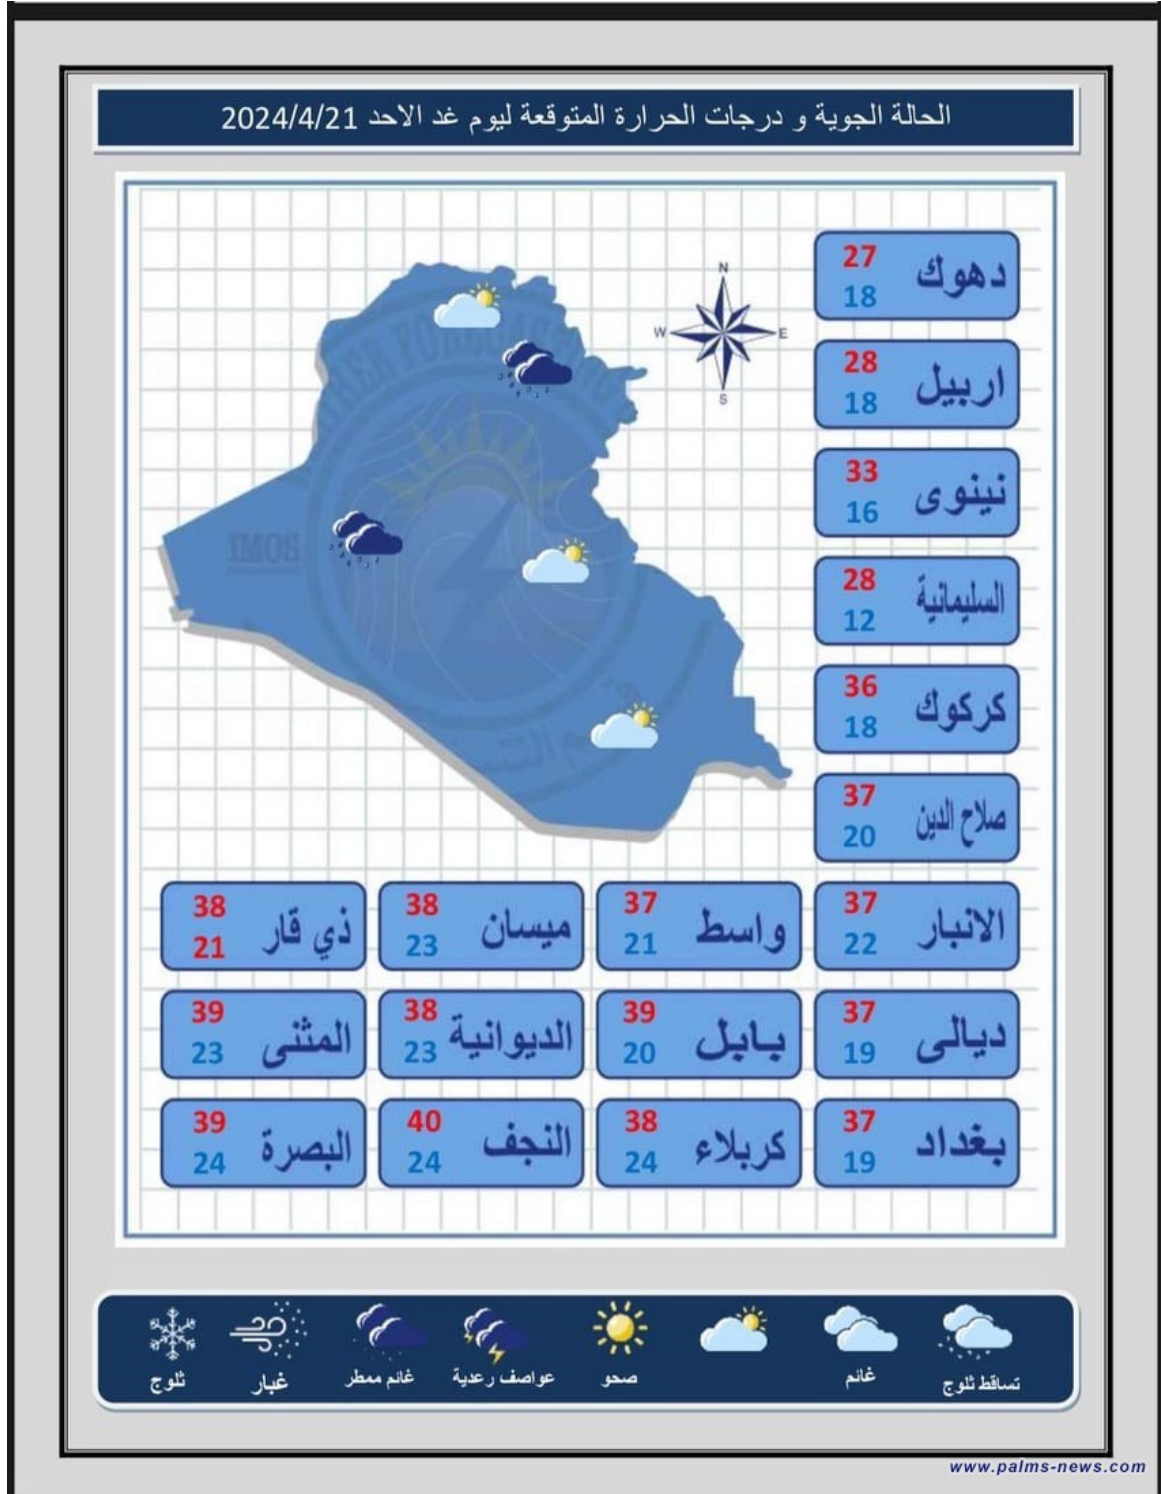 الحالة الجوية و درجات الحرارة المتوقعة ليوم غد الاحد 2024/4/21
N
W E
S
IMOS
دهوك 27 18
اربيل 28 18
نينوى 33 16
السليمانية 28 12
كركوك 36 18
صلاح الدين 37 20
الانبار 37 22
واسط 37 21
ميسان 38 23
ذي قار 38 21
ديالى 37 19
بابل 39 20
الديوانية 38 23
المثنى 39 23
بغداد 37 19
كربلاء 38 24
النجف 40 24
البصرة 39 24
تساقط ثلوج
غائم
صحو
عواصف رعدية
غائم ممطر
غبار
ثلوج
www.palms-news.com